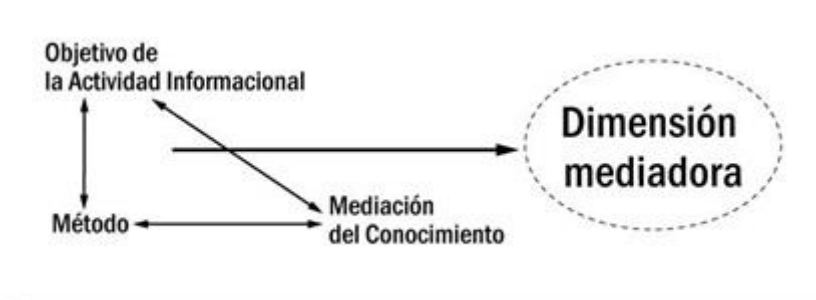 Objetivo de
la Actividad Informacional
Dimensión
mediadora
Método
Mediación
del Conocimiento